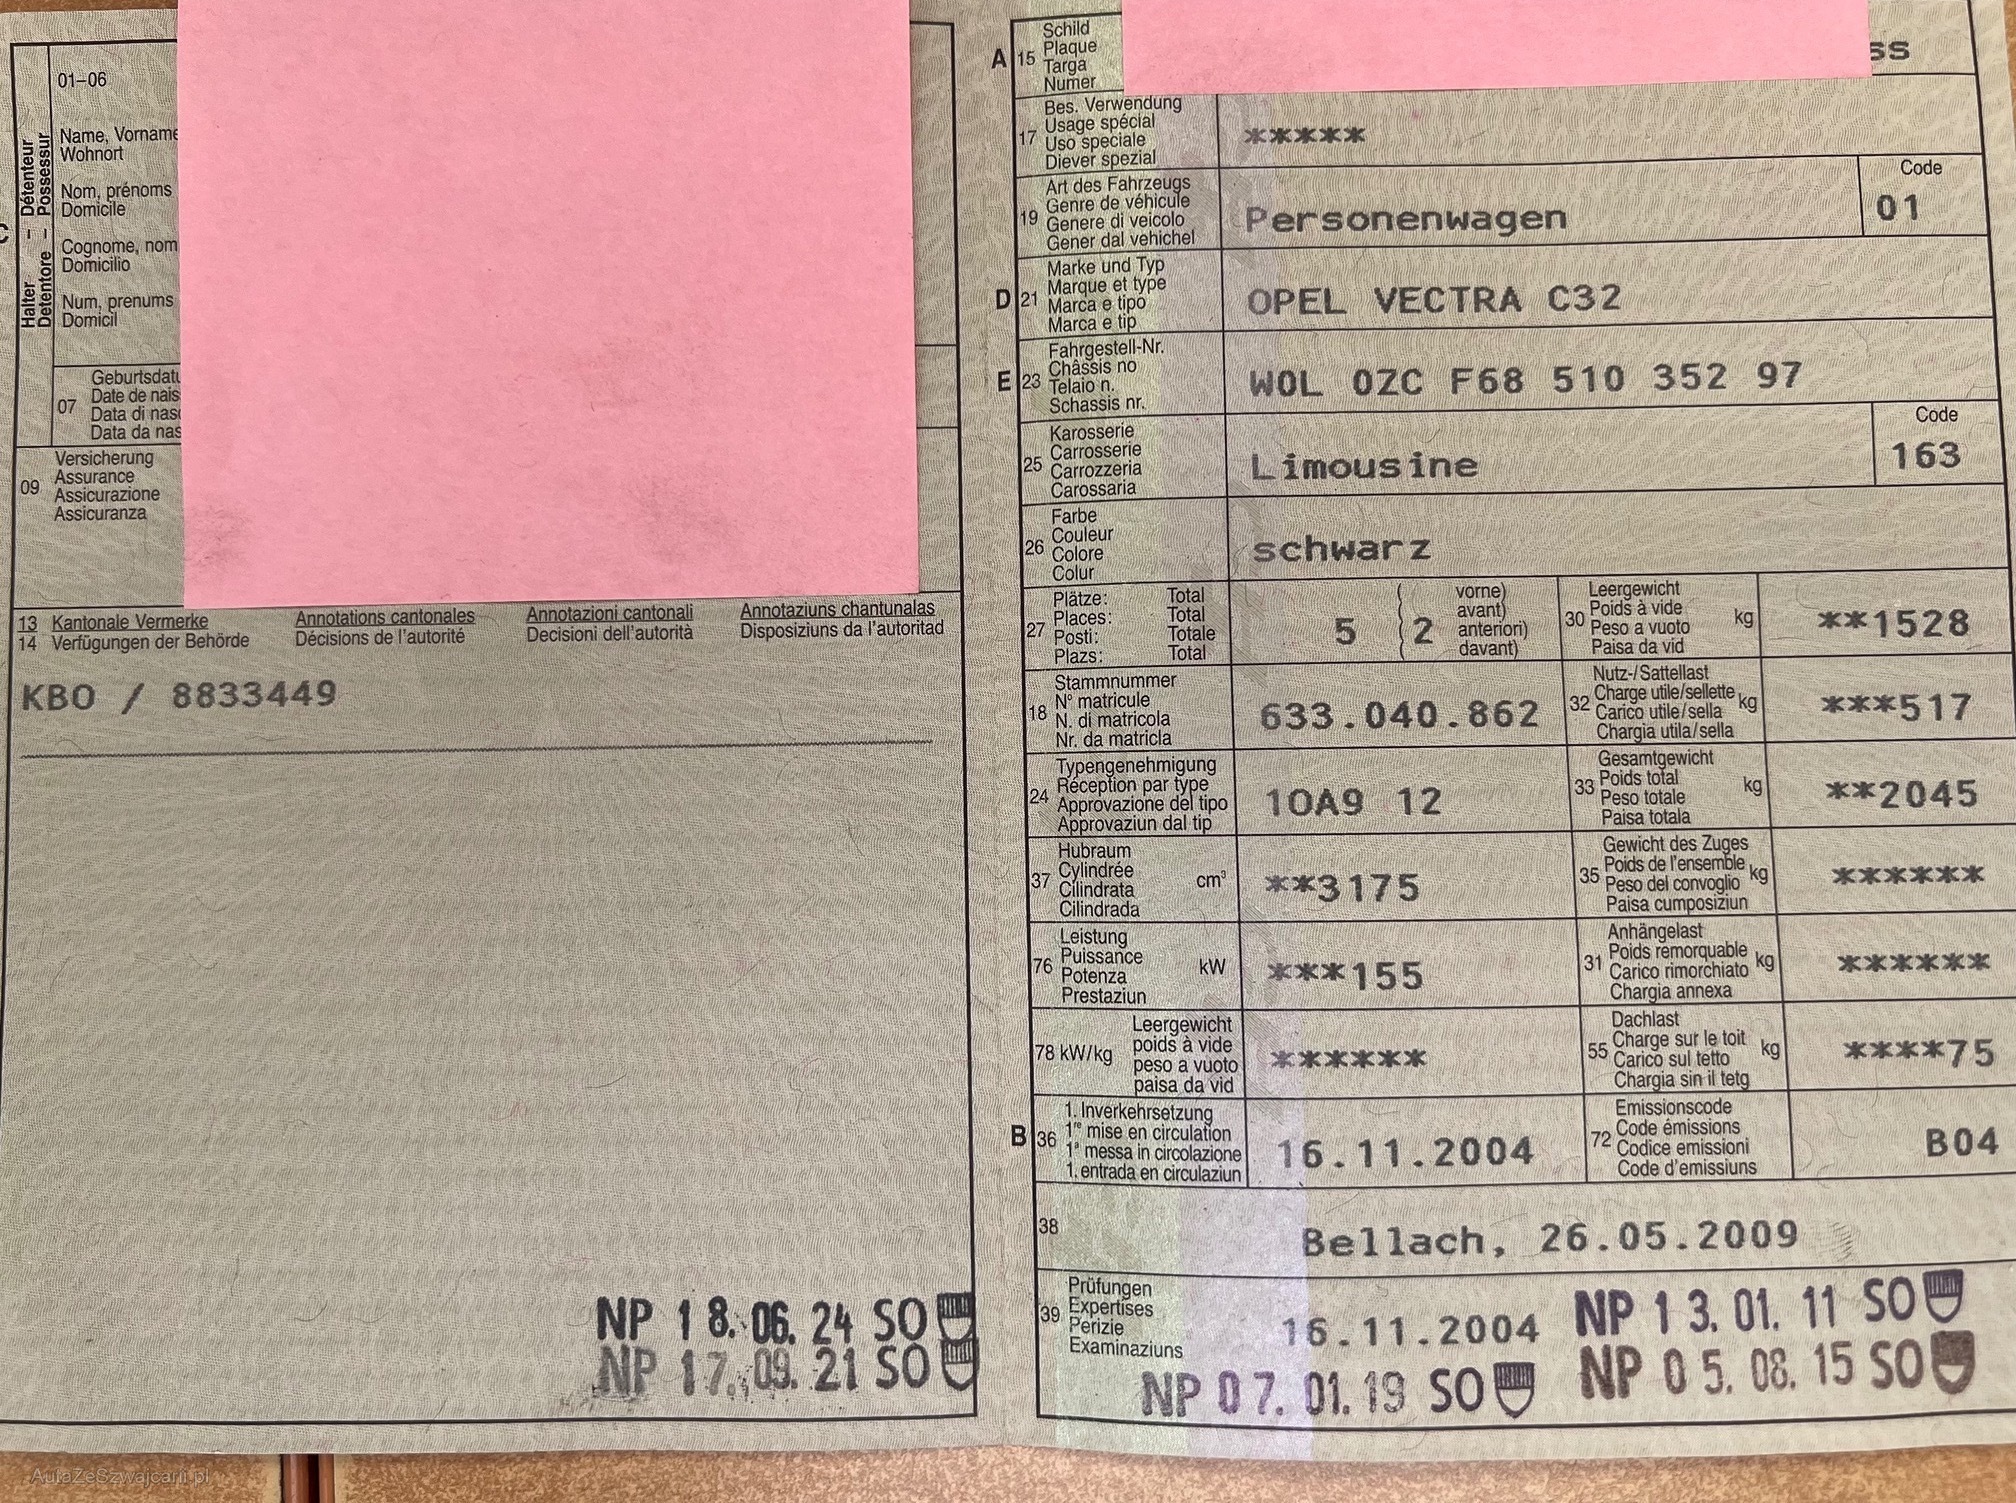 01–06
Name, Vorname
Wohnort
Nom, prénoms
Domicile
Cognome, nom
Domicilio
Num, prenums
Domicil
Halter – Détenteur
Detentore – Possessur
07
Geburtsdatu
Date de nais
Data di nas
Data da nas
09
Versicherung
Assurance
Assicurazione
Assicuranza
13 Kantonale Vermerke Annotations cantonales Annotazioni cantonali Annotaziuns chantunalas
14 Verfügungen der Behörde Décisions de l'autorité Decisioni dell'autorità Disposiziuns da l'autoritad
KBO / 8833449
NP 18.06.24 SO
NP 17.09.21 SO
A 15
Schild
Plaque
Targa
Numer
ss
17
Bes. Verwendung
Usage spécial
Uso speciale
Diever spezial
*****
19
Art des Fahrzeugs
Genre de véhicule
Genere di veicolo
Gener dal vehichel
Personenwagen
Code
01
D 21
Marke und Typ
Marque et type
Marca e tipo
Marca e tip
OPEL VECTRA C32
E 23
Fahrgestell-Nr.
Châssis no
Telaio n.
Schassis nr.
W0L 0ZC F68 510 352 97
25
Karosserie
Carrosserie
Carrozzeria
Carossaria
Limousine
Code
163
26
Farbe
Couleur
Colore
Colur
schwarz
27
Plätze: Total
Places: Total
Posti: Totale
Plazs: Total
5 2
vorne)
avant)
anteriori)
davant)
30
Leergewicht
Poids à vide
Peso a vuoto
Paisa da vid
kg
**1528
18
Stammnummer
N° matricule
N. di matricola
Nr. da matricla
633.040.862
32
Nutz-/Sattellast
Charge utile/sellette
Carico utile/sella
Chargia utila/sella
kg
***517
24
Typengenehmigung
Réception par type
Approvazione del tipo
Approvaziun dal tip
10A9 12
33
Gesamtgewicht
Poids total
Peso totale
Paisa totala
kg
**2045
37
Hubraum
Cylindrée
Cilindrata
Cilindrada
cm³
**3175
35
Gewicht des Zuges
Poids de l'ensemble
Peso del convoglio
Paisa cumposiziun
kg
******
76
Leistung
Puissance
Potenza
Prestaziun
kW
***155
31
Anhängelast
Poids remorquable
Carico rimorchiato
Chargia annexa
kg
******
78 kW/kg
Leergewicht
poids à vide
peso a vuoto
paisa da vid
******
55
Dachlast
Charge sur le toit
Carico sul tetto
Chargia sin il tetg
kg
****75
B 36
1. Inverkehrsetzung
1re mise en circulation
1a messa in circolazione
1. entrada en circulaziun
16.11.2004
72
Emissionscode
Code émissions
Codice emissioni
Code d'emissiuns
B04
38
Bellach, 26.05.2009
39
Prüfungen
Expertises
Perizie
Examinaziuns
16.11.2004
NP 13.01.11 SO
NP 07.01.19 SO
NP 05.08.15 SO
AutaZeSzwajcarii.pl